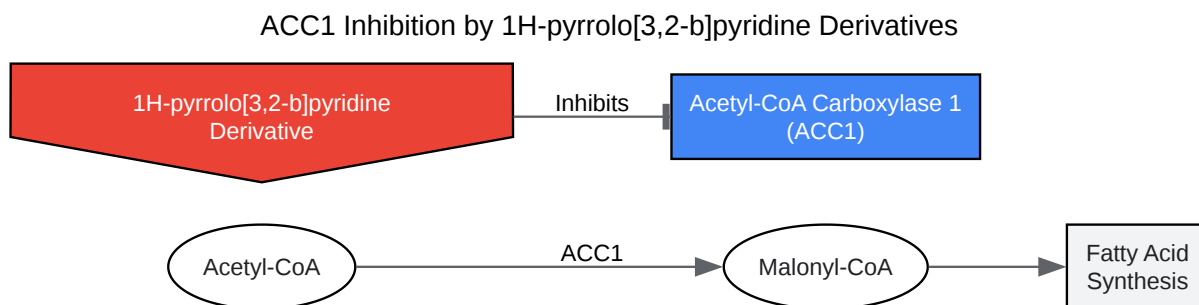 ACC1 Inhibition by 1H-pyrrolo[3,2-b]pyridine Derivatives
1H-pyrrolo[3,2-b]pyridine
Derivative
Inhibits
Acetyl-CoA Carboxylase 1
(ACC1)
Acetyl-CoA
ACC1
Malonyl-CoA
Fatty Acid
Synthesis